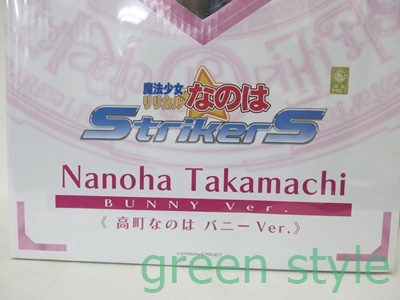 魔法少女
リリカル なのは
StrikerS
Nanoha Takamachi
BUNNY Ver.
《 高町なのは バニーVer.》
green style